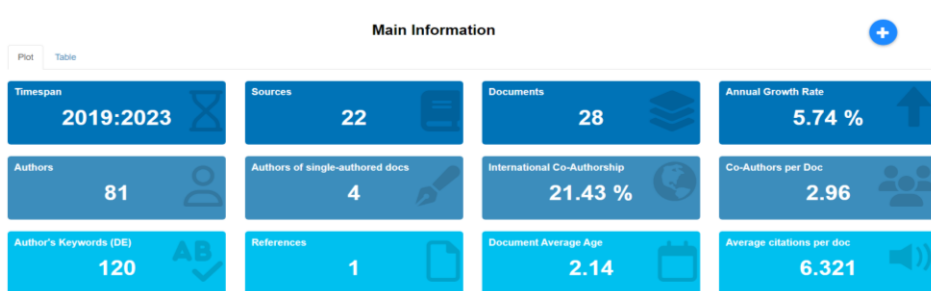 Main Information
+
Plot Table
Timespan
2019:2023
Sources
22
Documents
28
Annual Growth Rate
5.74 %
Authors
81
Authors of single-authored docs
4
International Co-Authorship
21.43 %
Co-Authors per Doc
2.96
Author's Keywords (DE)
120
AB
References
1
Document Average Age
2.14
Average citations per doc
6.321